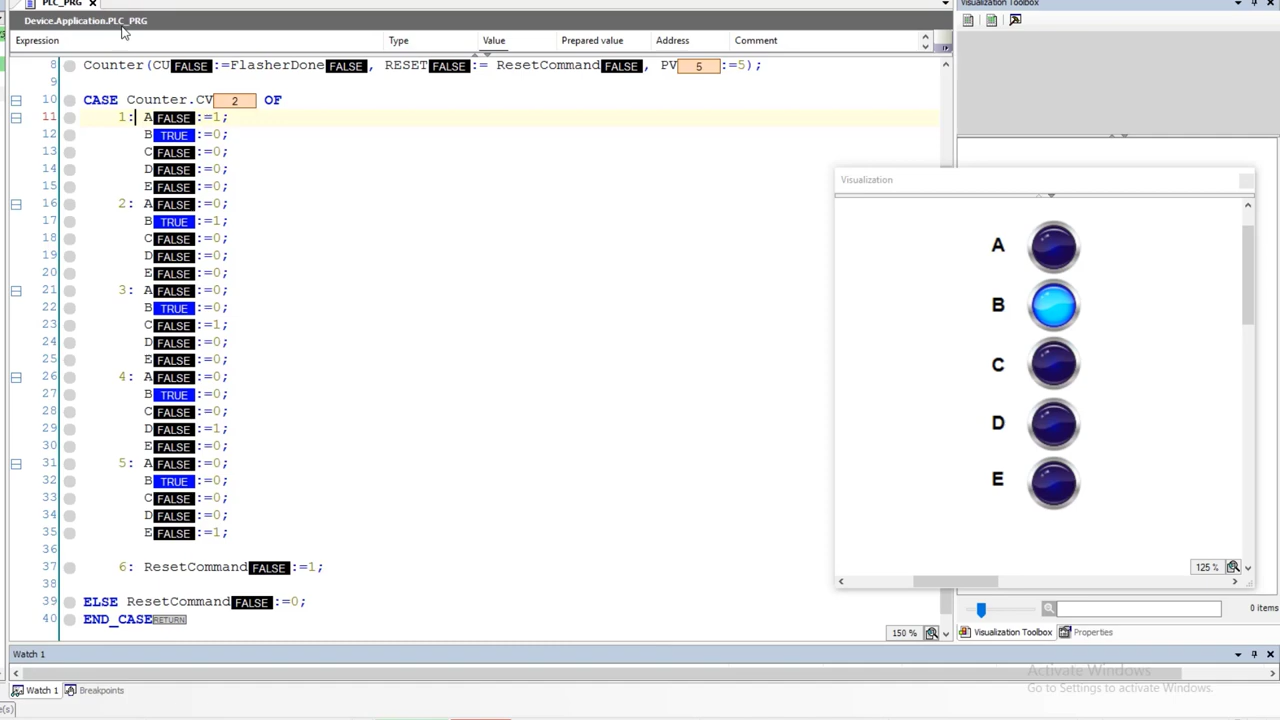 PLC_PRG
Visualization Toolbox
Device.Application.PLC_PRG
Expression Type Value Prepared value Address Comment
8 Counter(CU FALSE :=FlasherDone FALSE , RESET FALSE := ResetCommand FALSE , PV 5 :=5);
9
10 CASE Counter.CV 2 OF
11 1: A FALSE :=1;
12 B TRUE :=0;
13 C FALSE :=0;
14 D FALSE :=0;
15 E FALSE :=0;
16 2: A FALSE :=0;
17 B TRUE :=1;
18 C FALSE :=0;
19 D FALSE :=0;
20 E FALSE :=0;
21 3: A FALSE :=0;
22 B TRUE :=0;
23 C FALSE :=1;
24 D FALSE :=0;
25 E FALSE :=0;
26 4: A FALSE :=0;
27 B TRUE :=0;
28 C FALSE :=0;
29 D FALSE :=1;
30 E FALSE :=0;
31 5: A FALSE :=0;
32 B TRUE :=0;
33 C FALSE :=0;
34 D FALSE :=0;
35 E FALSE :=1;
36
37 6: ResetCommand FALSE :=1;
38
39 ELSE ResetCommand FALSE :=0;
40 END_CASE RETURN
150 %
Visualization
A
B
C
D
E
125 %
0 items
Visualization Toolbox Properties
Watch 1
Activate Windows
Go to Settings to activate Windows.
Watch 1 Breakpoints
(s)